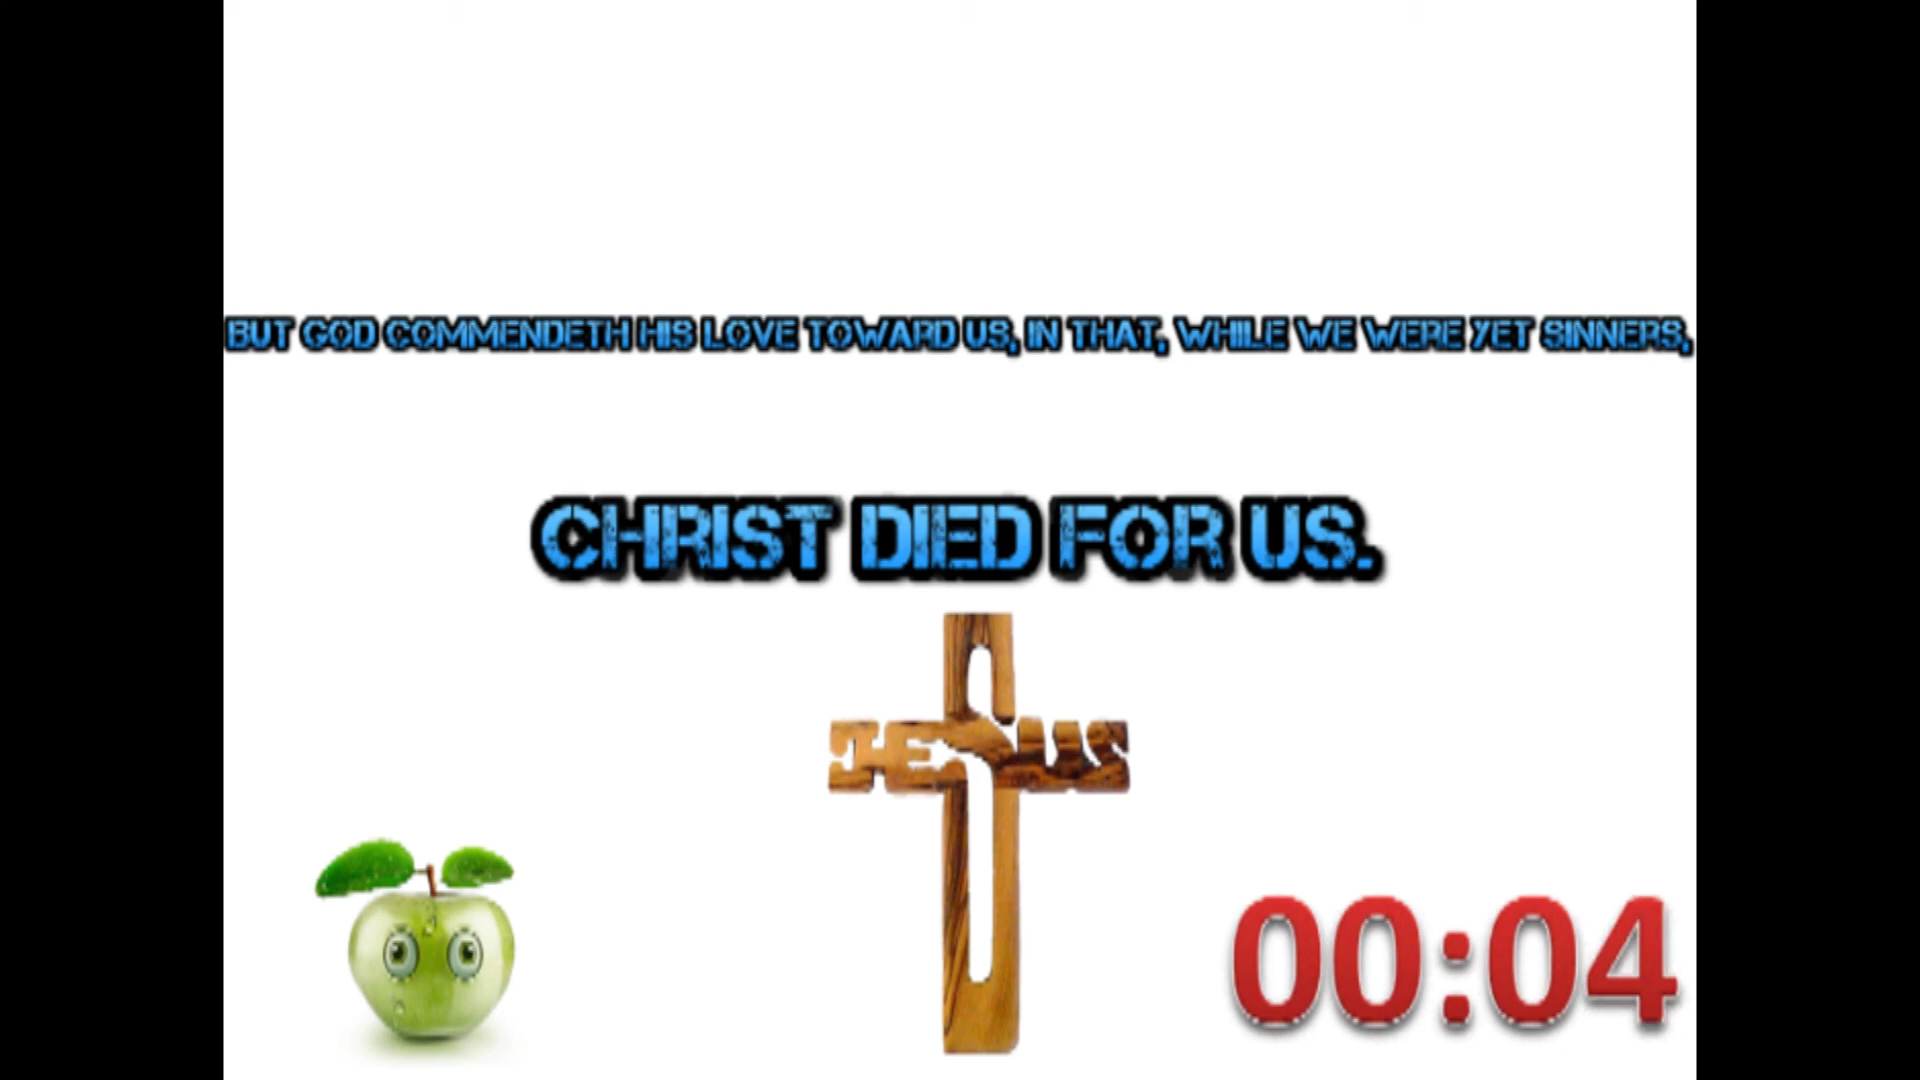 BUT GOD COMMENDETH HIS LOVE TOWARD US, IN THAT, WHILE WE WERE YET SINNERS,
CHRIST DIED FOR US.
JESUS
00:04